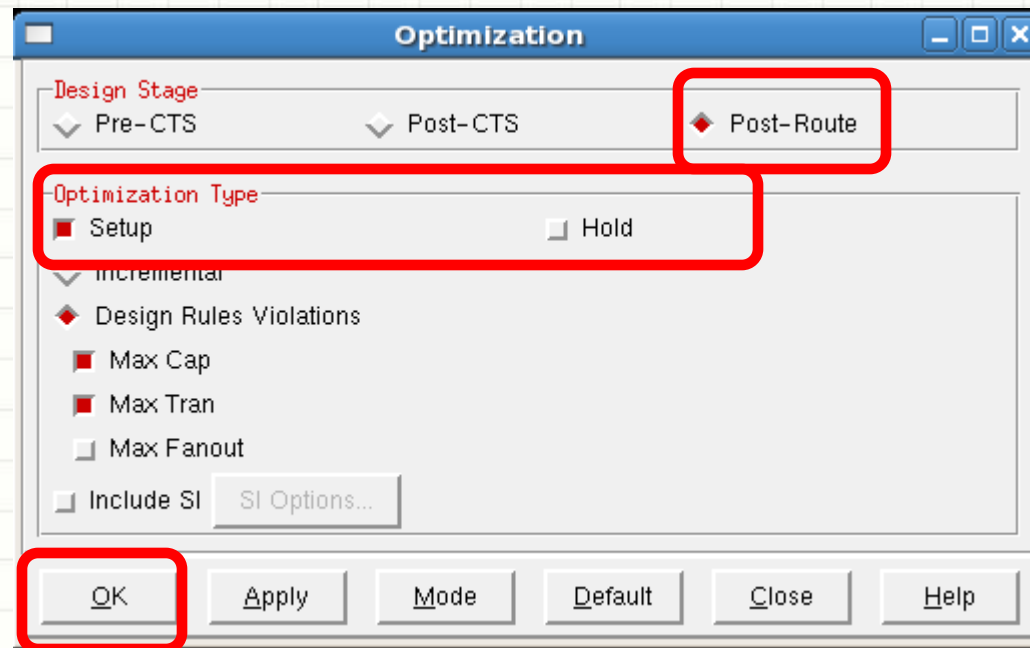 Optimization
Design Stage
Pre-CTS Post-CTS Post-Route
Optimization Type
Setup Hold
Incremental
Design Rules Violations
Max Cap
Max Tran
Max Fanout
Include SI SI Options...
OK Apply Mode Default Close Help